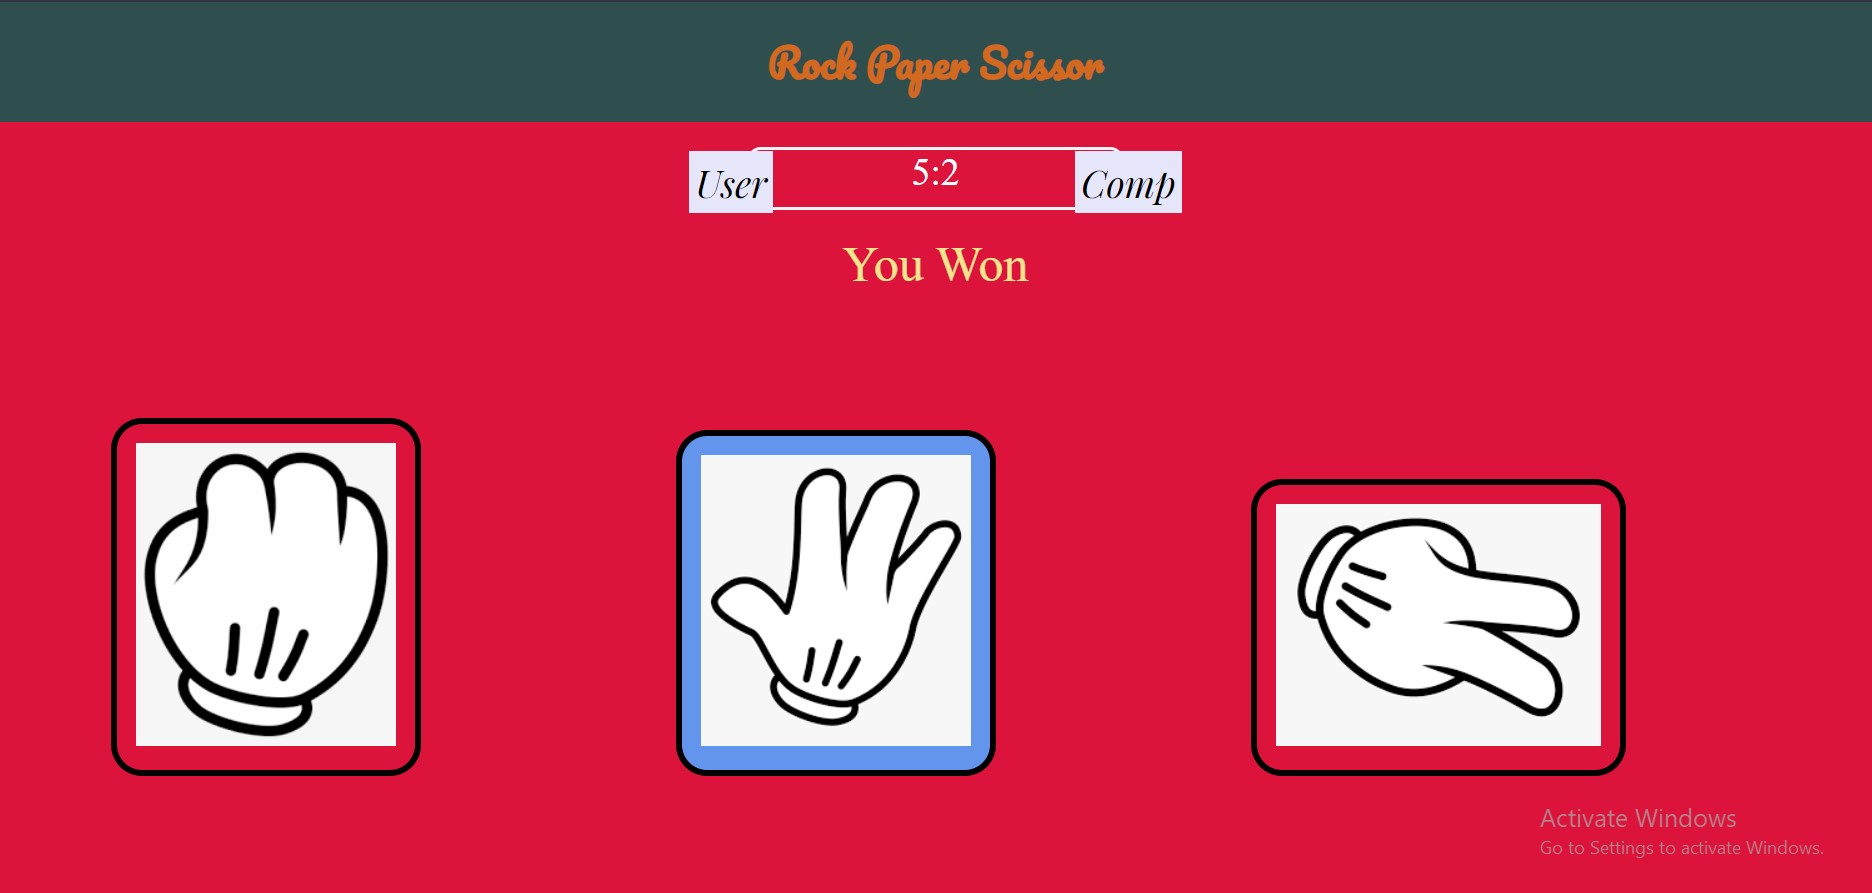 Rock Paper Scissor
User 5:2 Comp
You Won
Activate Windows
Go to Settings to activate Windows.